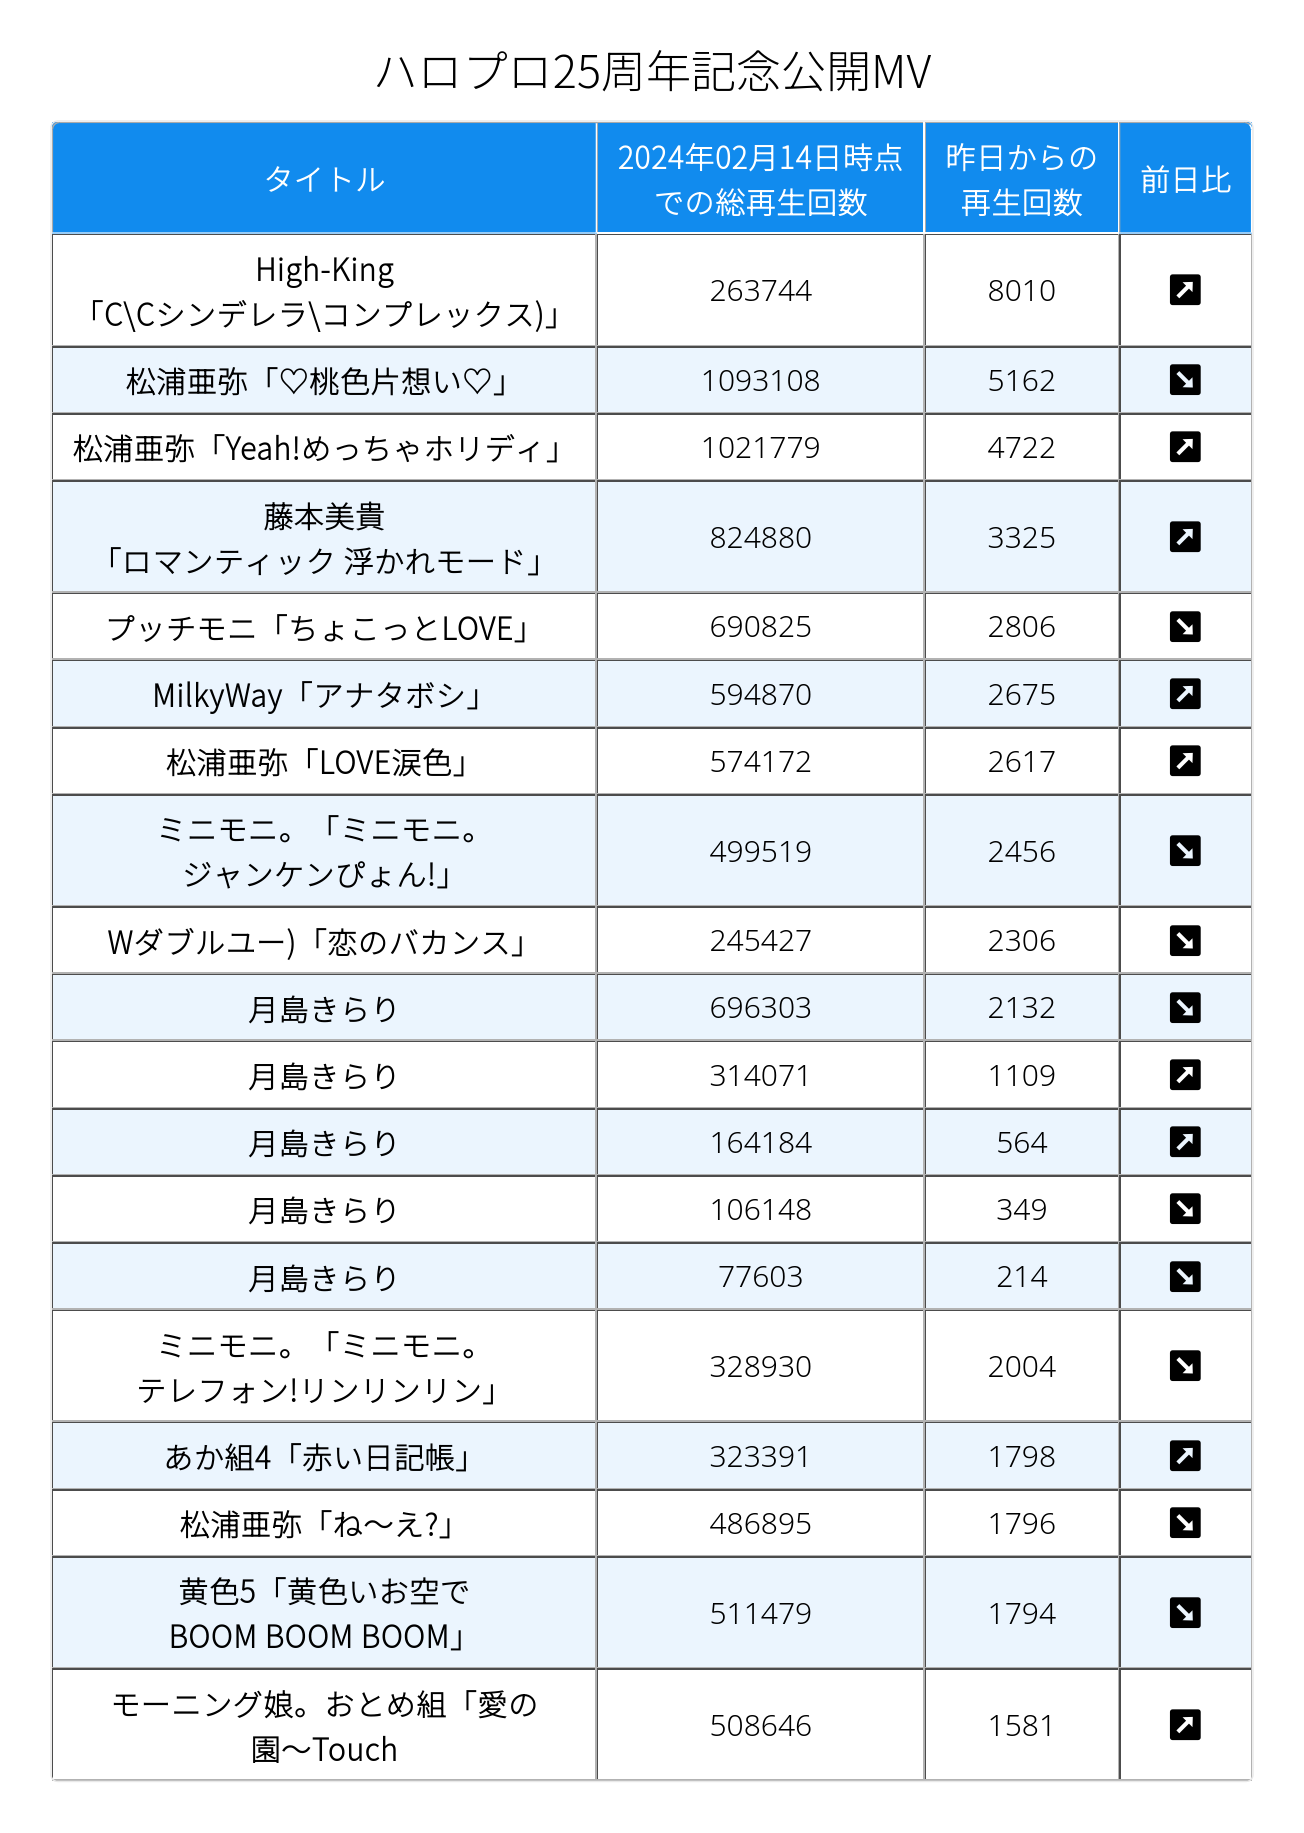 ハロプロ25周年記念公開MV
タイトル
2024年02月14日時点
での総再生回数
昨日からの
再生回数
前日比
High-King
「C\Cシンデレラ\コンプレックス)」
263744
8010
松浦亜弥「♡桃色片想い♡」
1093108
5162
松浦亜弥「Yeah!めっちゃホリディ」
1021779
4722
藤本美貴
「ロマンティック 浮かれモード」
824880
3325
プッチモニ「ちょこっとLOVE」
690825
2806
MilkyWay「アナタボシ」
594870
2675
松浦亜弥「LOVE涙色」
574172
2617
ミニモニ。「ミニモニ。
ジャンケンぴょん!」
499519
2456
Wダブルユー)「恋のバカンス」
245427
2306
月島きらり
696303
2132
月島きらり
314071
1109
月島きらり
164184
564
月島きらり
106148
349
月島きらり
77603
214
ミニモニ。「ミニモニ。
テレフォン!リンリンリン」
328930
2004
あか組4「赤い日記帳」
323391
1798
松浦亜弥「ね〜え?」
486895
1796
黄色5「黄色いお空で
BOOM BOOM BOOM」
511479
1794
モーニング娘。おとめ組「愛の
園〜Touch
508646
1581